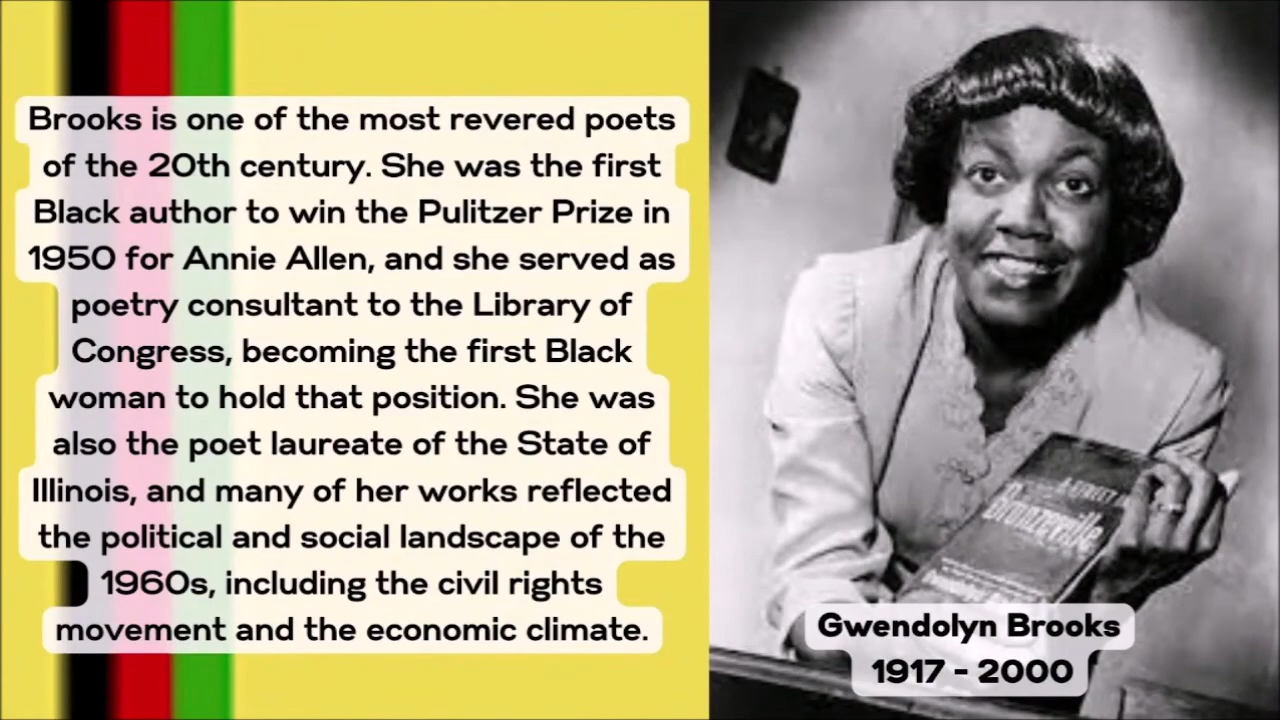 Brooks is one of the most revered poets
of the 20th century. She was the first
Black author to win the Pulitzer Prize in
1950 for Annie Allen, and she served as
poetry consultant to the Library of
Congress, becoming the first Black
woman to hold that position. She was
also the poet laureate of the State of
Illinois, and many of her works reflected
the political and social landscape of the
1960s, including the civil rights
movement and the economic climate.
A STREET
Bronzeville
Gwendolyn Brooks
1917 - 2000